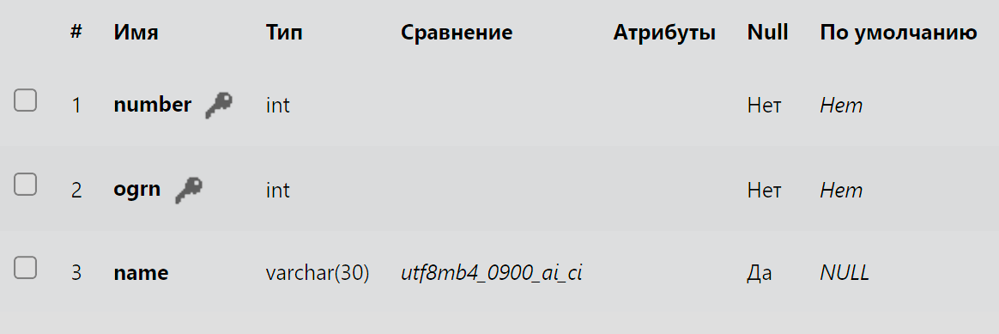 # Имя Тип Сравнение Атрибуты Null По умолчанию
1 number int Нет Нет
2 ogrn int Нет Нет
3 name varchar(30) utf8mb4_0900_ai_ci Да NULL